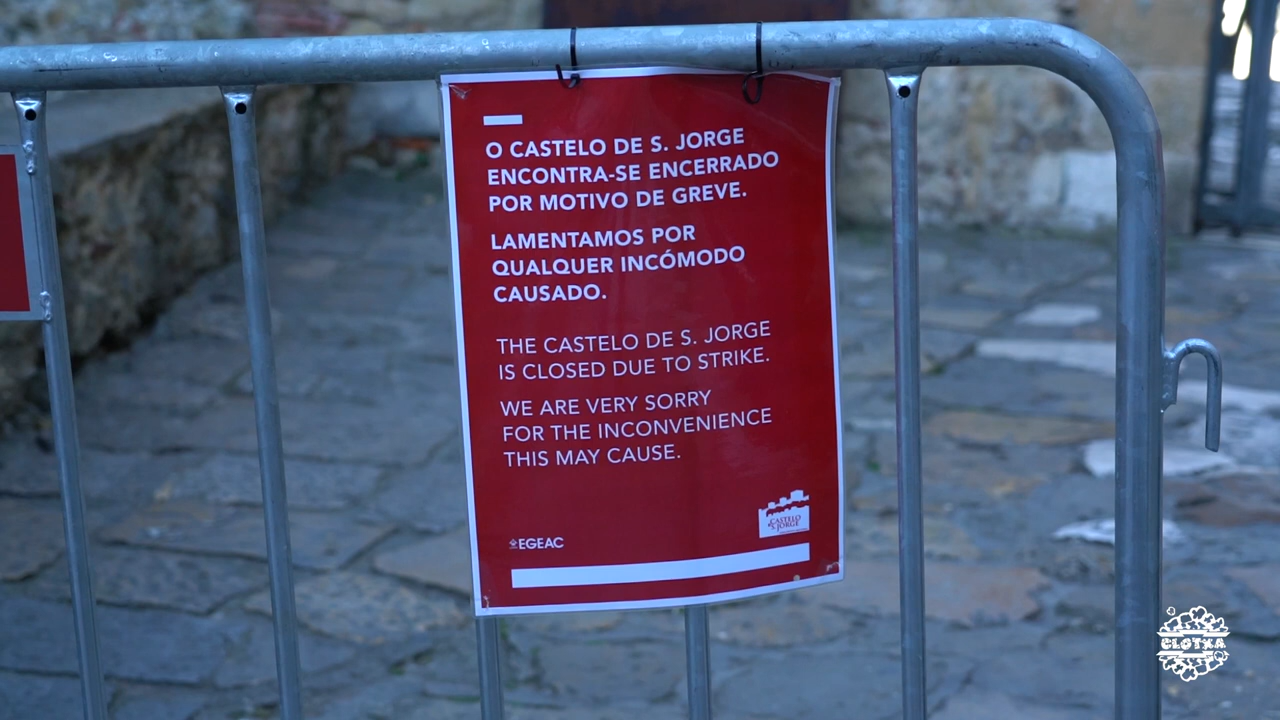 O CASTELO DE S. JORGE
ENCONTRA-SE ENCERRADO
POR MOTIVO DE GREVE.
LAMENTAMOS POR
QUALQUER INCÓMODO
CAUSADO.
THE CASTELO DE S. JORGE
IS CLOSED DUE TO STRIKE.
WE ARE VERY SORRY
FOR THE INCONVENIENCE
THIS MAY CAUSE.
CASTELO
S. JORGE
EGEAC
CLOTXA